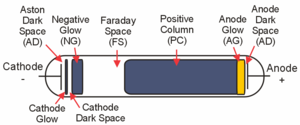 Aston
Dark
Space
(AD)
Negative
Glow
(NG)
Faraday
Space
(FS)
Positive
Column
(PC)
Anode
Glow
(AG)
Anode
Dark
Space
(AD)
Cathode
-
Anode
+
Cathode
Glow
Cathode
Dark Space